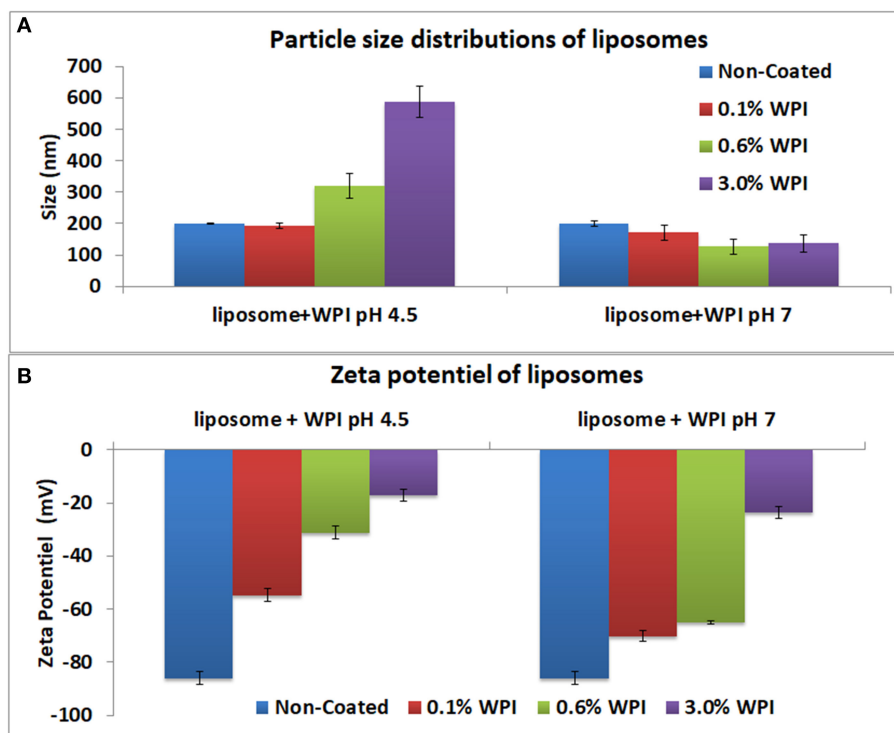 A
Particle size distributions of liposomes
700
600
500
400
300
200
100
0
Size (nm)
Non-Coated
0.1% WPI
0.6% WPI
3.0% WPI
liposome+WPI pH 4.5
liposome+WPI pH 7
B
Zeta potentiel of liposomes
liposome + WPI pH 4.5
liposome + WPI pH 7
0
-20
-40
-60
-80
-100
Zeta Potentiel (mV)
Non-Coated
0.1% WPI
0.6% WPI
3.0% WPI